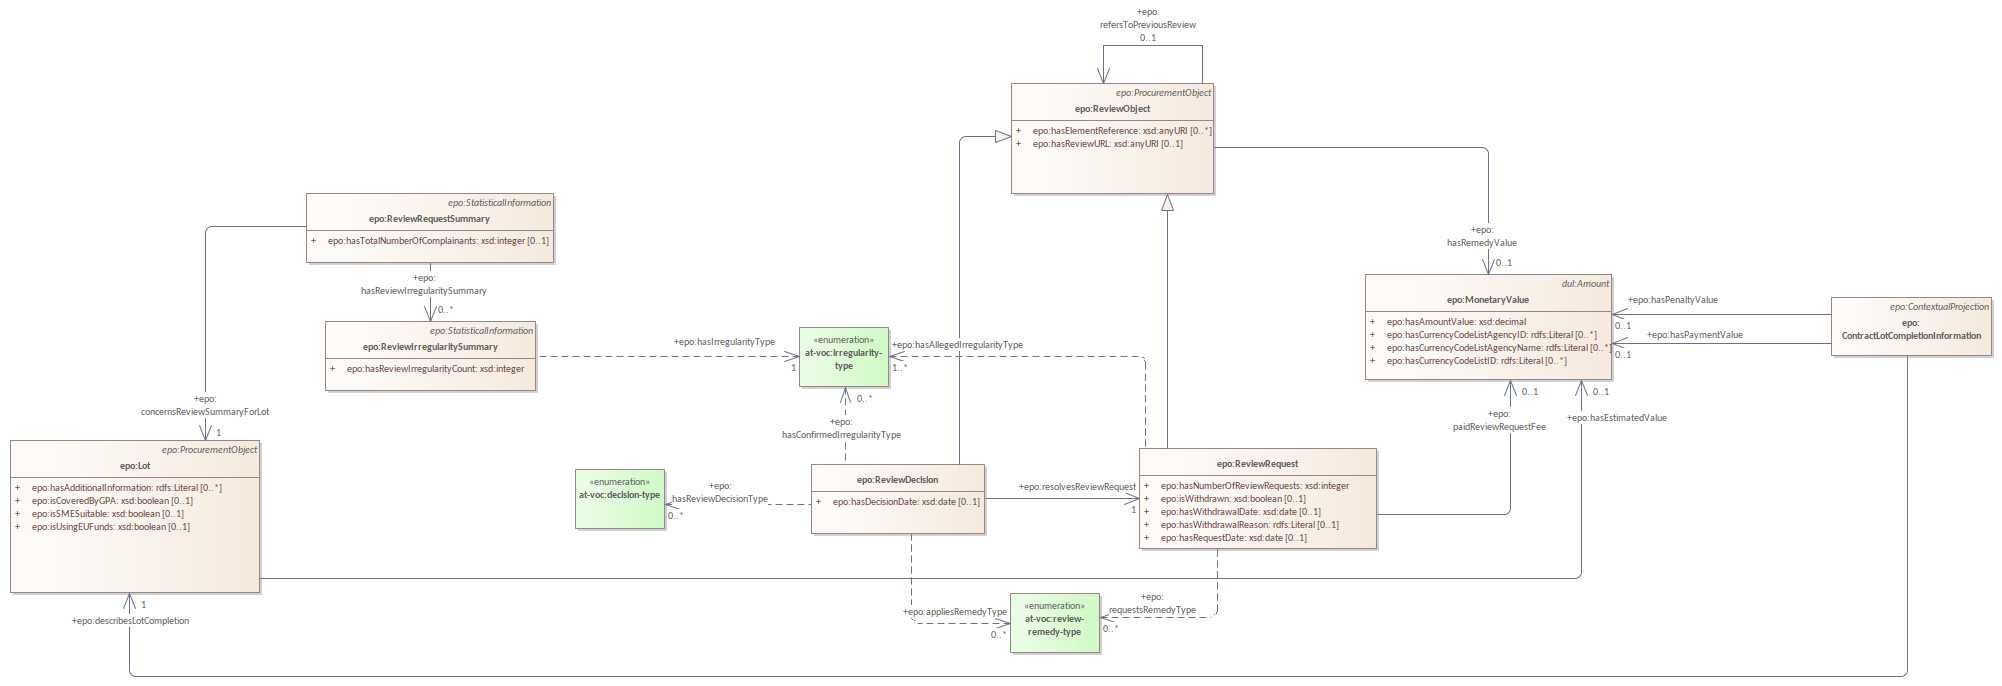 +epo:
refersToPreviousReview
0..1
epo:ProcurementObject
epo:ReviewObject
+ epo:hasElementReference: xsd:anyURI [0..*]
+ epo:hasReviewURL: xsd:anyURI [0..1]
epo:StatisticalInformation
epo:ReviewRequestSummary
+ epo:hasTotalNumberOfComplainants: xsd:integer [0..1]
+epo:
hasRemedyValue
0..1
+epo:
hasReviewIrregularitySummary
0..*
dul:Amount
epo:MonetaryValue
+ epo:hasAmountValue: xsd:decimal
+ epo:hasCurrencyCodeListAgencyID: rdfs:Literal [0..*]
+ epo:hasCurrencyCodeListAgencyName: rdfs:Literal [0..*]
+ epo:hasCurrencyCodeListID: rdfs:Literal [0..*]
+epo:hasPenaltyValue
0..1
+epo:hasPaymentValue
0..1
epo:ContextualProjection
epo:
ContractLotCompletionInformation
epo:StatisticalInformation
epo:ReviewIrregularitySummary
+ epo:hasReviewIrregularityCount: xsd:integer
+epo:hasIrregularityType
1
«enumeration»
at-voc:irregularity-
type
+epo:hasAllegedIrregularityType
1..*
+epo:
concernsReviewSummaryForLot
1
0..*
+epo:
hasConfirmedIrregularityType
0..1
+epo:
paidReviewRequestFee
0..1
+epo:hasEstimatedValue
epo:ProcurementObject
epo:Lot
+ epo:hasAdditionalInformation: rdfs:Literal [0..*]
+ epo:isCoveredByGPA: xsd:boolean [0..1]
+ epo:isSMESuitable: xsd:boolean [0..1]
+ epo:isUsingEUFunds: xsd:boolean [0..1]
«enumeration»
at-voc:decision-type
+epo:
hasReviewDecisionType
0..*
epo:ReviewDecision
+ epo:hasDecisionDate: xsd:date [0..1]
+epo:resolvesReviewRequest
1
epo:ReviewRequest
+ epo:hasNumberOfReviewRequests: xsd:integer
+ epo:isWithdrawn: xsd:boolean [0..1]
+ epo:hasWithdrawalDate: xsd:date [0..1]
+ epo:hasWithdrawalReason: rdfs:Literal [0..1]
+ epo:hasRequestDate: xsd:date [0..1]
1
+epo:describesLotCompletion
+epo:appliesRemedyType
0..*
«enumeration»
at-voc:review-
remedy-type
+epo:
requestsRemedyType
0..*